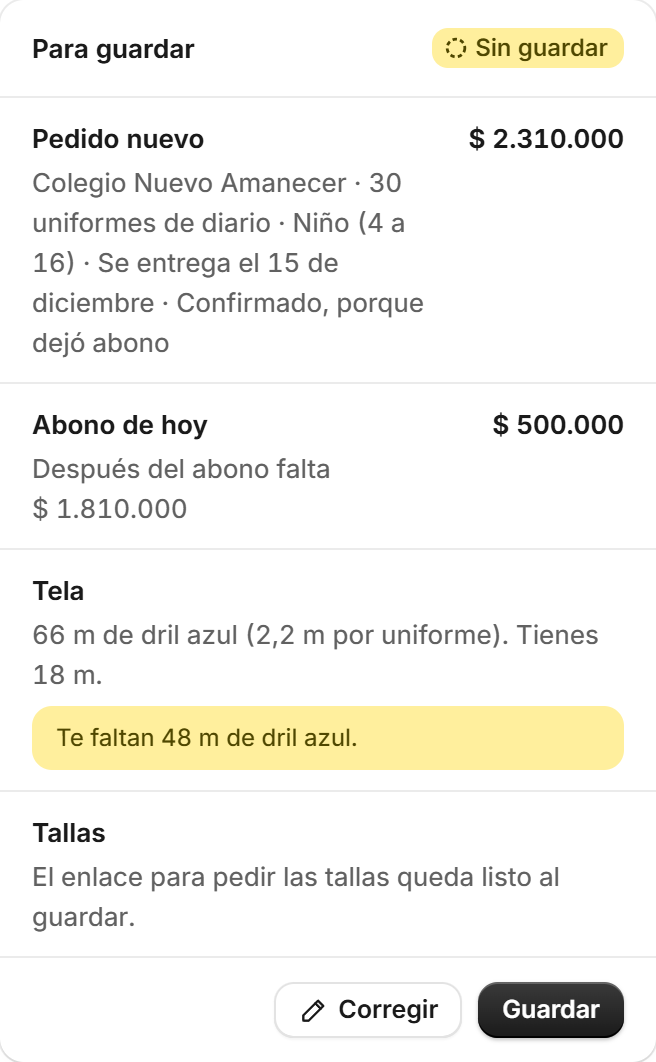 Para guardar
Sin guardar
Pedido nuevo
$ 2.310.000
Colegio Nuevo Amanecer · 30
uniformes de diario · Niño (4 a
16) · Se entrega el 15 de
diciembre · Confirmado, porque
dejó abono
Abono de hoy
$ 500.000
Después del abono falta
$ 1.810.000
Tela
66 m de dril azul (2,2 m por uniforme). Tienes
18 m.
Te faltan 48 m de dril azul.
Tallas
El enlace para pedir las tallas queda listo al
guardar.
Corregir
Guardar